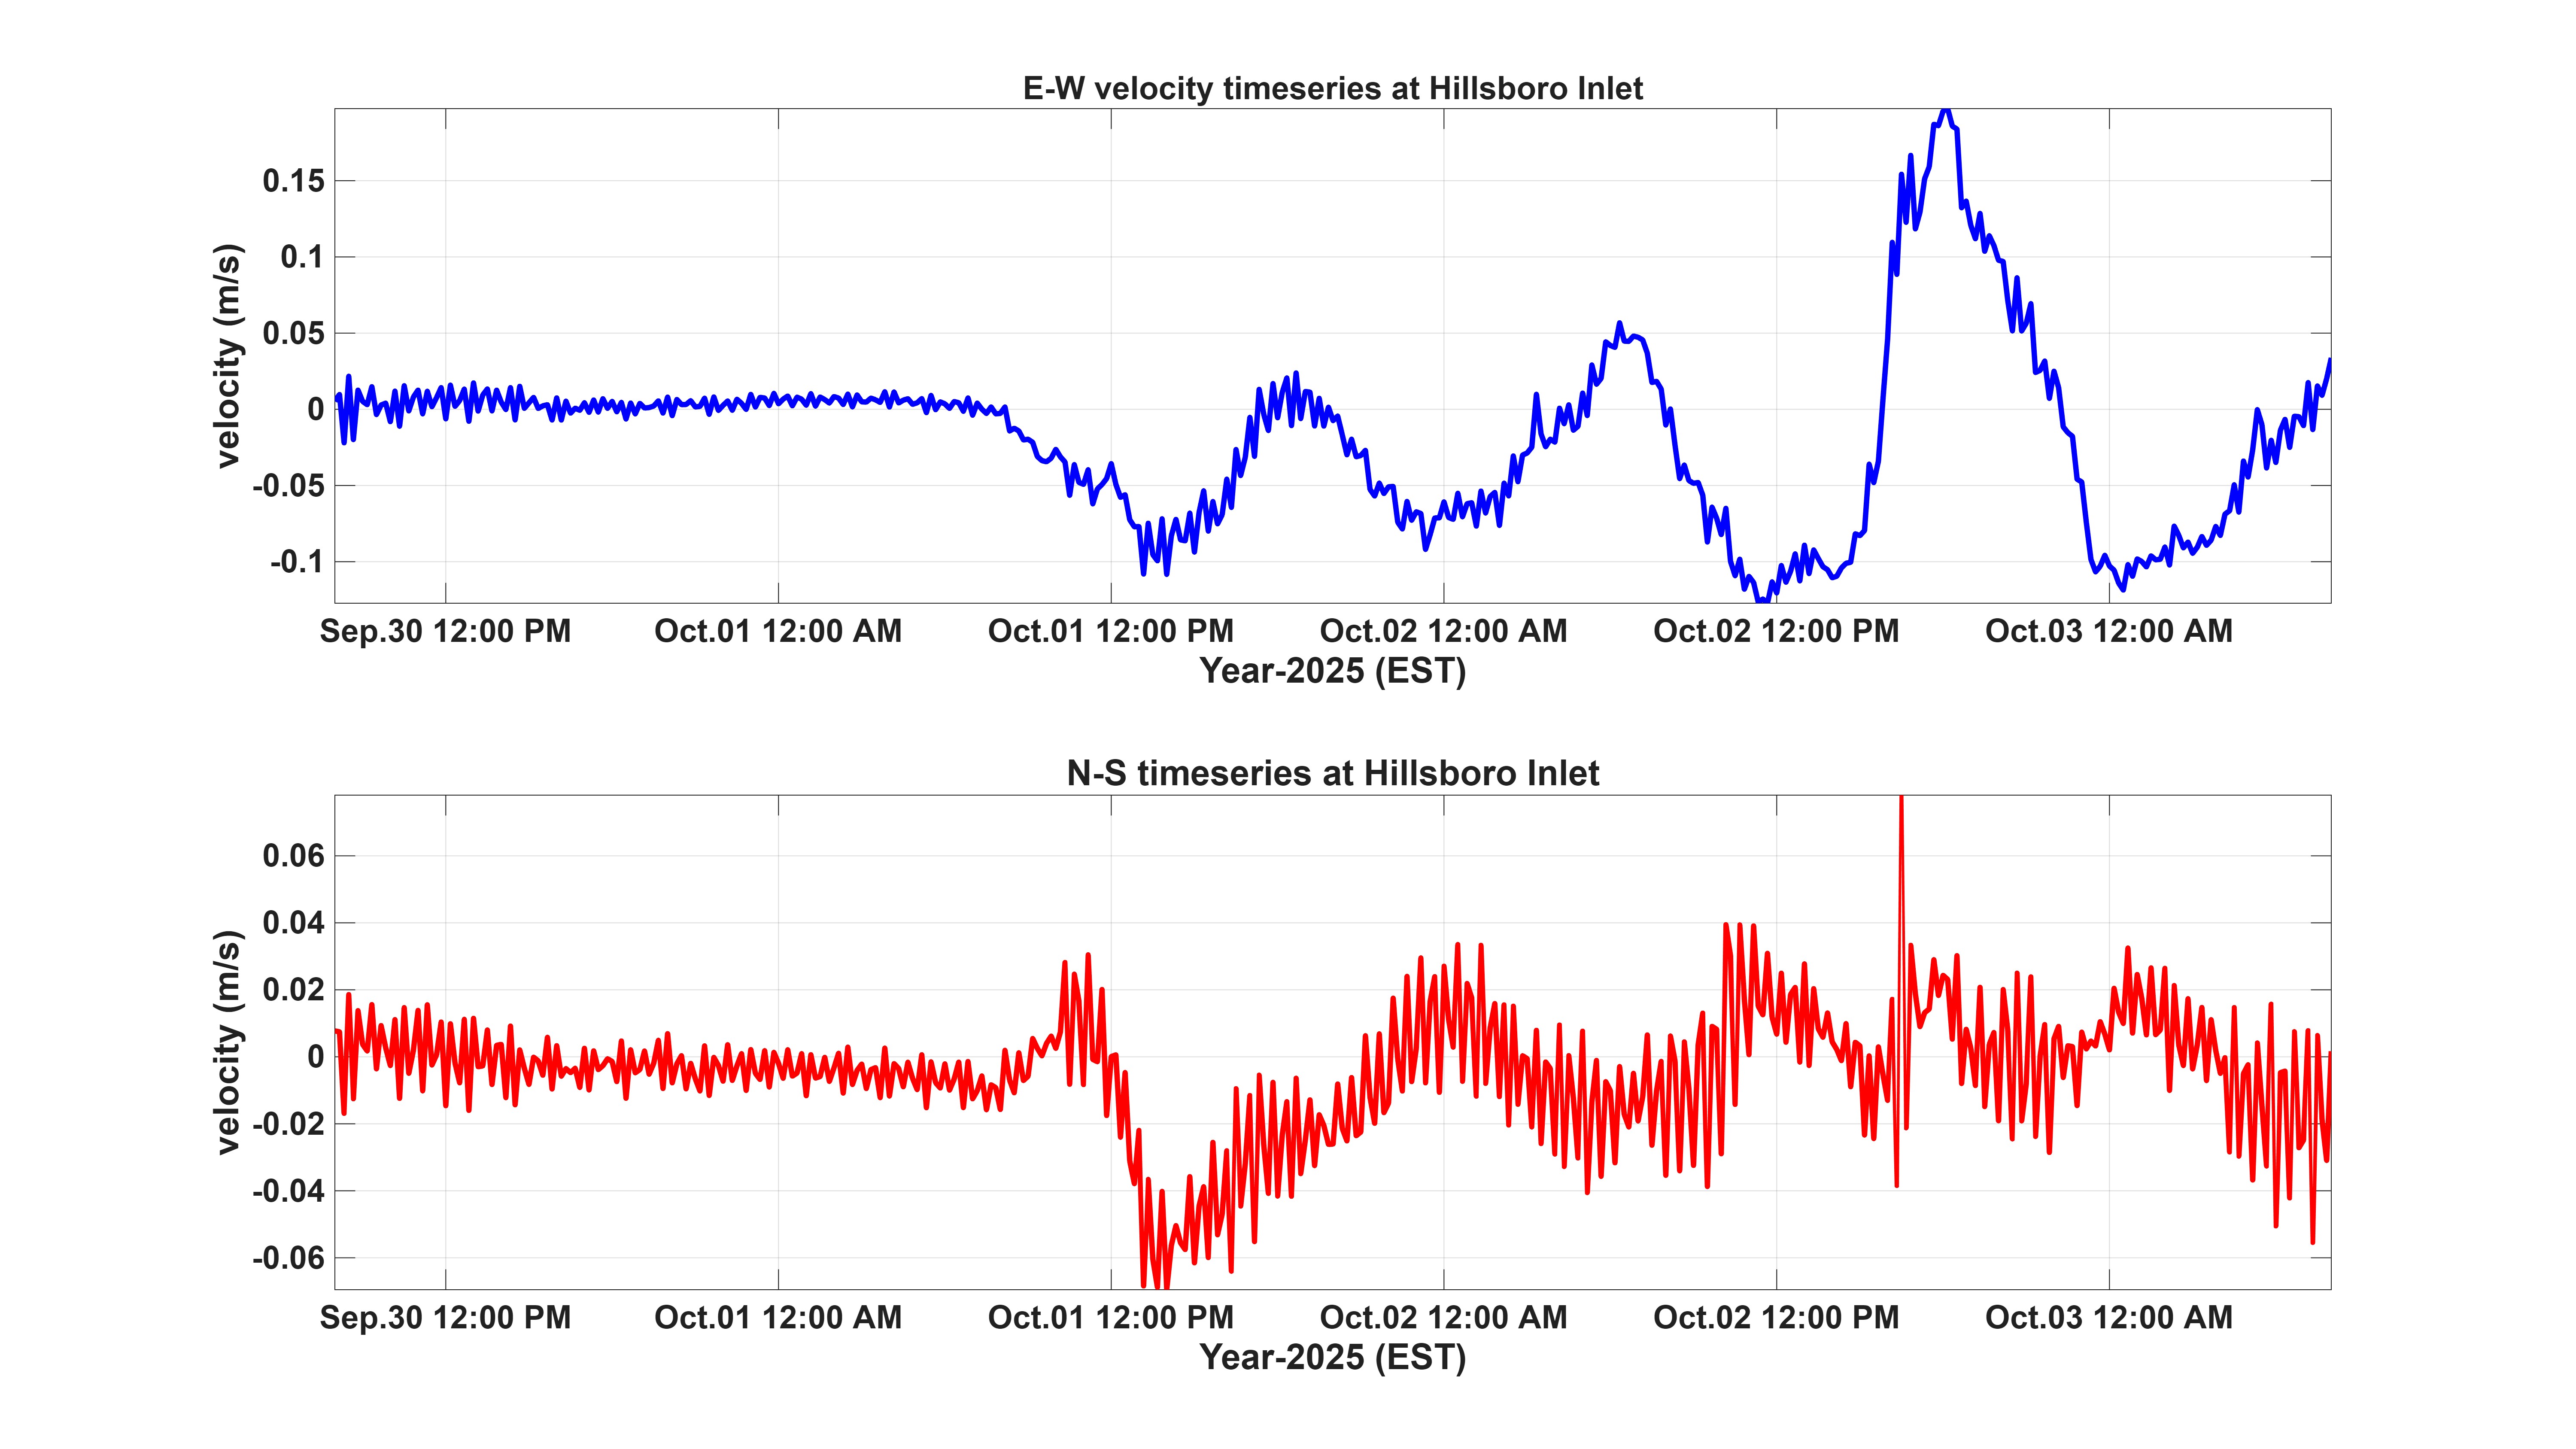 E-W velocity timeseries at Hillsboro Inlet
velocity (m/s)
0.15
0.1
0.05
0
-0.05
-0.1
Sep.30 12:00 PM Oct.01 12:00 AM Oct.01 12:00 PM Oct.02 12:00 AM Oct.02 12:00 PM Oct.03 12:00 AM
Year-2025 (EST)
N-S timeseries at Hillsboro Inlet
velocity (m/s)
0.06
0.04
0.02
0
-0.02
-0.04
-0.06
Sep.30 12:00 PM Oct.01 12:00 AM Oct.01 12:00 PM Oct.02 12:00 AM Oct.02 12:00 PM Oct.03 12:00 AM
Year-2025 (EST)